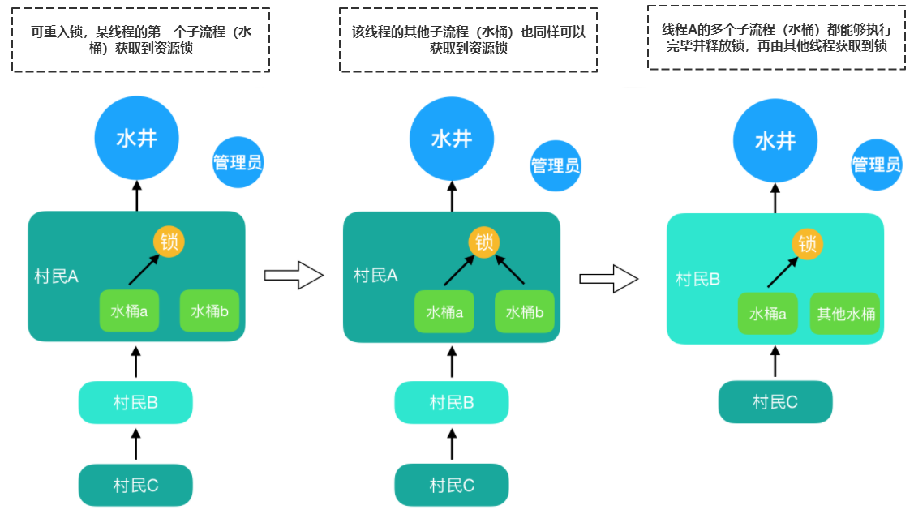 可重入锁，某线程的第一个子流程（水
桶）获取到资源锁
该线程的其他子流程（水桶）也同样可以
获取到资源锁
线程A的多个子流程（水桶）都能够执行
完毕并释放锁，再由其他线程获取到锁
水井
管理员
锁
村民A
水桶a
水桶b
村民B
村民C
水井
管理员
锁
村民A
水桶a
水桶b
村民B
村民C
水井
管理员
锁
村民B
水桶a
其他水桶
村民C